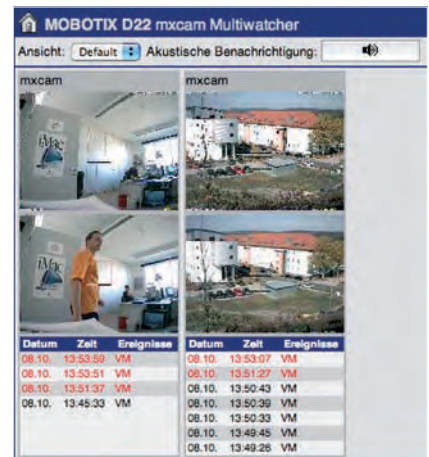 MOBOTIX D22 mxcam Multiwatcher
Ansicht: Default Akustische Benachrichtigung:
mxcam
iMac
iMac
Datum Zeit Ereignisse
08.10. 13:53:59 VM
08.10. 13:53:51 VM
08.10. 13:51:37 VM
08.10. 13:45:33 VM
mxcam
Datum Zeit Ereignisse
08.10. 13:53:07 VM
08.10. 13:51:27 VM
08.10. 13:50:43 VM
08.10. 13:50:39 VM
08.10. 13:50:33 VM
08.10. 13:49:45 VM
08.10. 13:49:26 VM